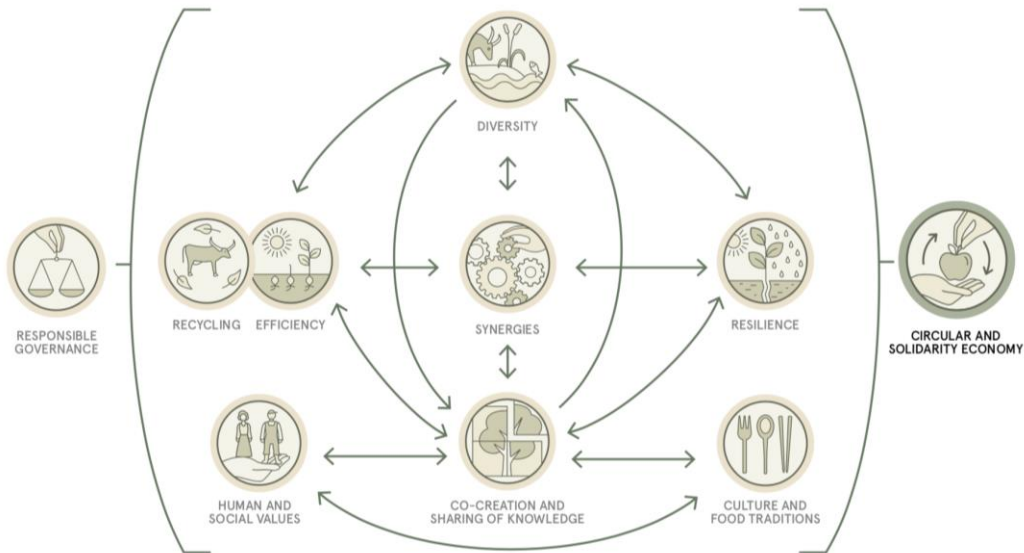 DIVERSITY
RECYCLING
EFFICIENCY
SYNERGIES
RESILIENCE
RESPONSIBLE
GOVERNANCE
CIRCULAR AND
SOLIDARITY ECONOMY
HUMAN AND
SOCIAL VALUES
CO-CREATION AND
SHARING OF KNOWLEDGE
CULTURE AND
FOOD TRADITIONS